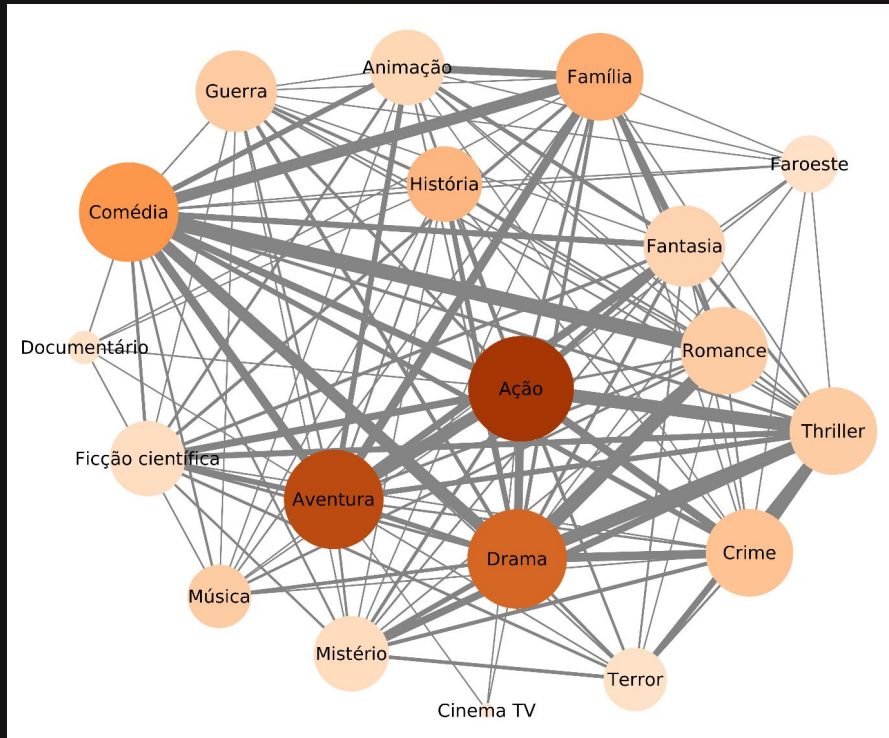 Animação
Família
Guerra
Faroeste
História
Comédia
Fantasia
Documentário
Romance
Ação
Thriller
Ficção científica
Aventura
Drama
Crime
Música
Mistério
Terror
Cinema TV